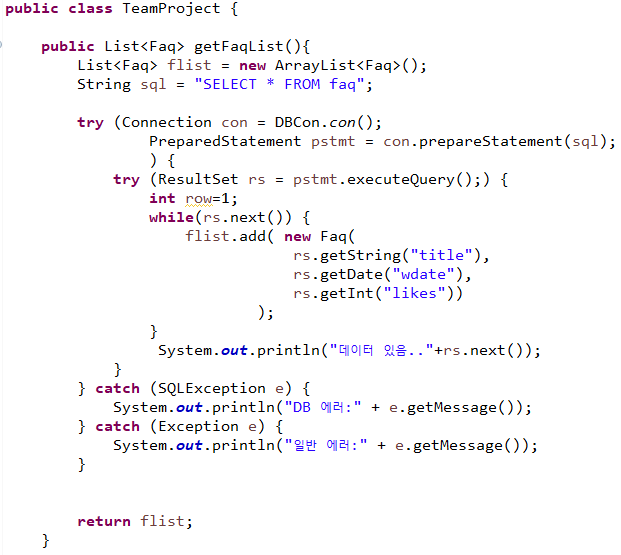 public class TeamProject {
public List<Faq> getFaqList(){
List<Faq> flist = new ArrayList<Faq>();
String sql = "SELECT * FROM faq";
try (Connection con = DBCon.con();
PreparedStatement pstmt = con.prepareStatement(sql);
) {
try (ResultSet rs = pstmt.executeQuery();) {
int row=1;
while(rs.next()) {
flist.add( new Faq(
rs.getString("title"),
rs.getDate("wdate"),
rs.getInt("likes"))
);
}
System.out.println("데이터 있음.."+rs.next());
}
} catch (SQLException e) {
System.out.println("DB 에러:" + e.getMessage());
} catch (Exception e) {
System.out.println("일반 에러:" + e.getMessage());
}
return flist;
}